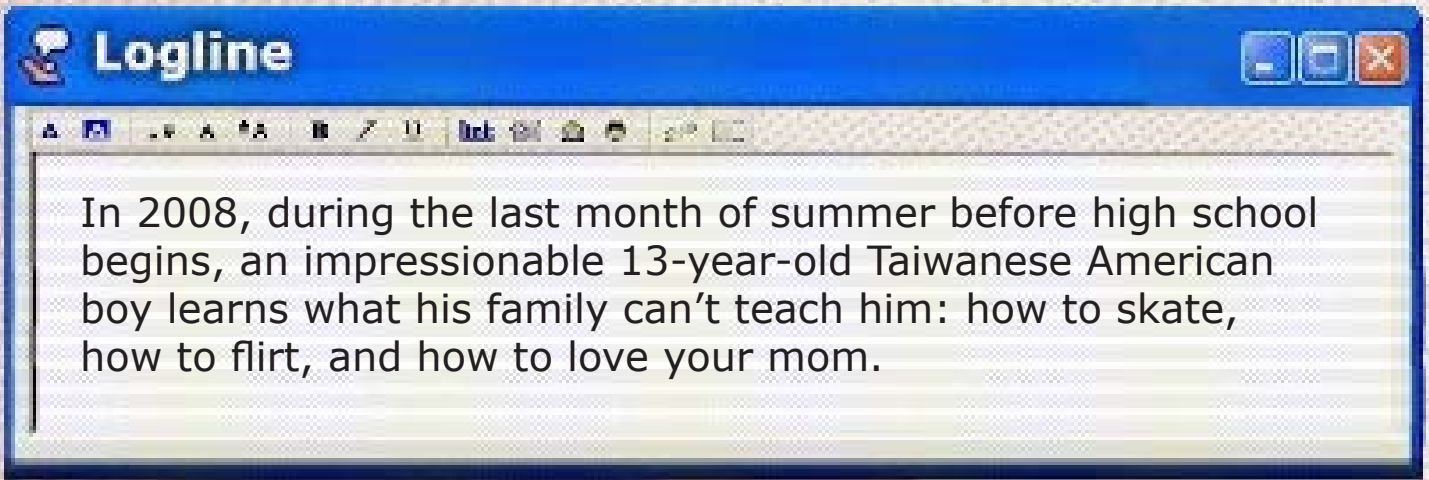 Logline
A A B I U link
In 2008, during the last month of summer before high school
begins, an impressionable 13-year-old Taiwanese American
boy learns what his family can’t teach him: how to skate,
how to flirt, and how to love your mom.